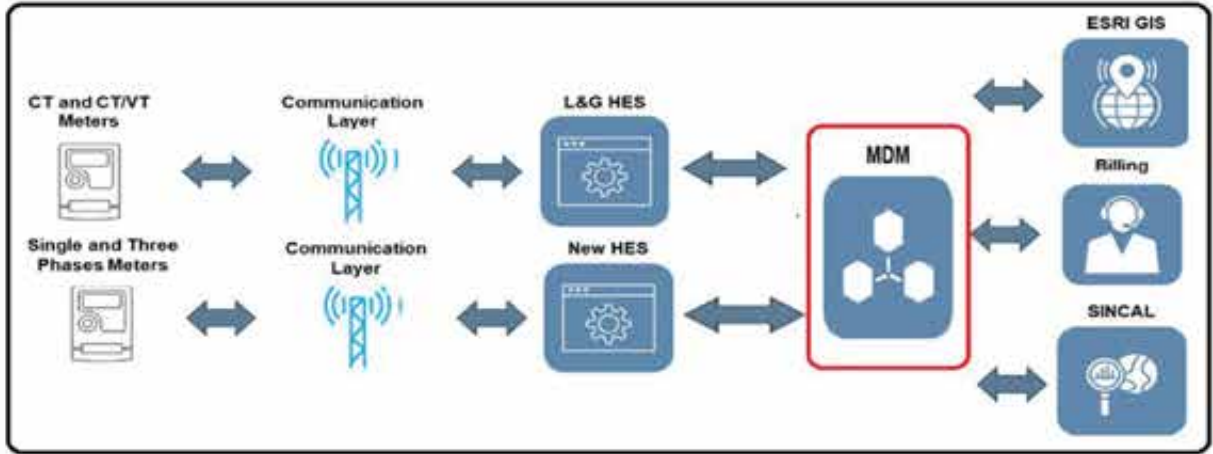 ESRI GIS
CT and CT/VT
Meters
Communication
Layer
L&G HES
MDM
Billing
Single and Three
Phases Meters
Communication
Layer
New HES
SINCAL